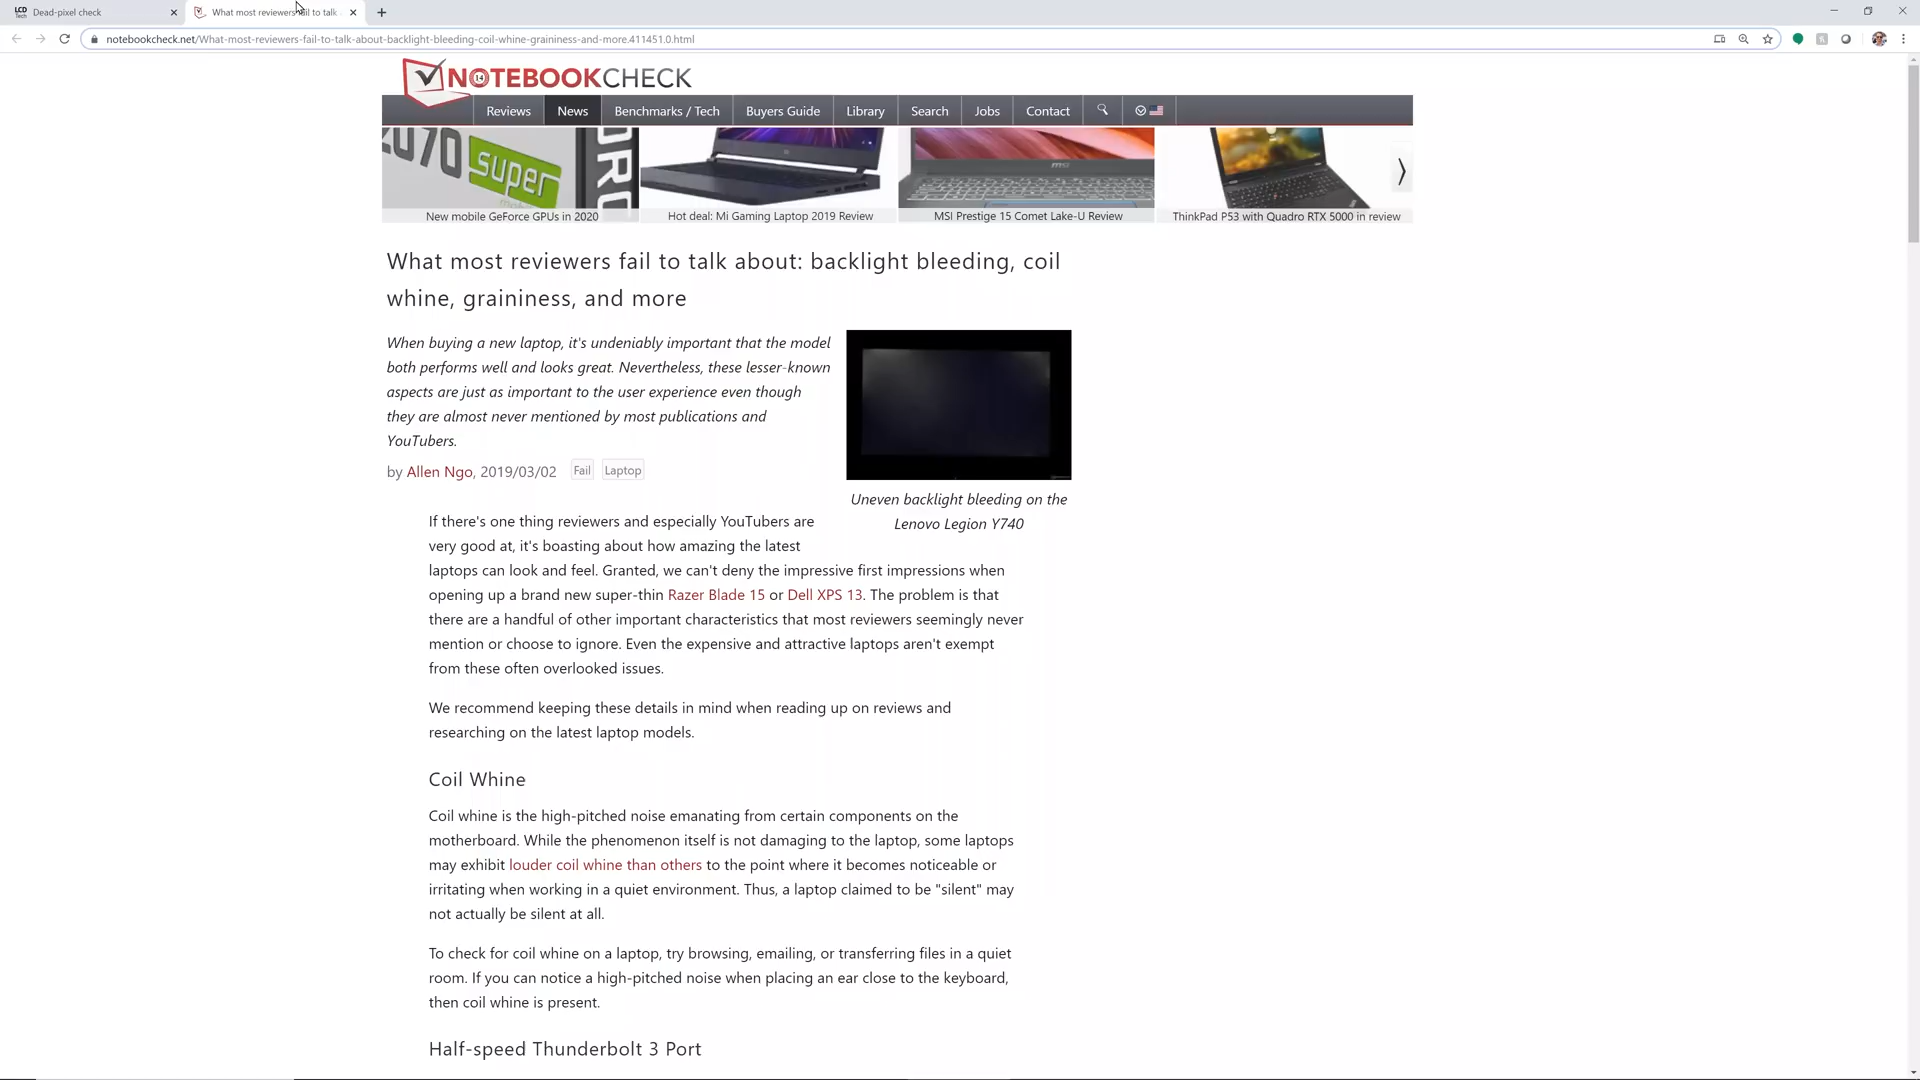 LCD Tech Dead-pixel check
What most reviewers fail to talk
notebookcheck.net/What-most-reviewers-fail-to-talk-about-backlight-bleeding-coil-whine-graininess-and-more.411451.0.html
NOTEBOOKCHECK
14
Reviews News Benchmarks / Tech Buyers Guide Library Search Jobs Contact
2070 super
New mobile GeForce GPUs in 2020
Hot deal: Mi Gaming Laptop 2019 Review
msi
MSI Prestige 15 Comet Lake-U Review
ThinkPad P53 with Quadro RTX 5000 in review
What most reviewers fail to talk about: backlight bleeding, coil
whine, graininess, and more
When buying a new laptop, it's undeniably important that the model
both performs well and looks great. Nevertheless, these lesser-known
aspects are just as important to the user experience even though
they are almost never mentioned by most publications and
YouTubers.
by Allen Ngo, 2019/03/02 Fail Laptop
Uneven backlight bleeding on the
Lenovo Legion Y740
If there's one thing reviewers and especially YouTubers are
very good at, it's boasting about how amazing the latest
laptops can look and feel. Granted, we can't deny the impressive first impressions when
opening up a brand new super-thin Razer Blade 15 or Dell XPS 13. The problem is that
there are a handful of other important characteristics that most reviewers seemingly never
mention or choose to ignore. Even the expensive and attractive laptops aren't exempt
from these often overlooked issues.
We recommend keeping these details in mind when reading up on reviews and
researching on the latest laptop models.
Coil Whine
Coil whine is the high-pitched noise emanating from certain components on the
motherboard. While the phenomenon itself is not damaging to the laptop, some laptops
may exhibit louder coil whine than others to the point where it becomes noticeable or
irritating when working in a quiet environment. Thus, a laptop claimed to be "silent" may
not actually be silent at all.
To check for coil whine on a laptop, try browsing, emailing, or transferring files in a quiet
room. If you can notice a high-pitched noise when placing an ear close to the keyboard,
then coil whine is present.
Half-speed Thunderbolt 3 Port